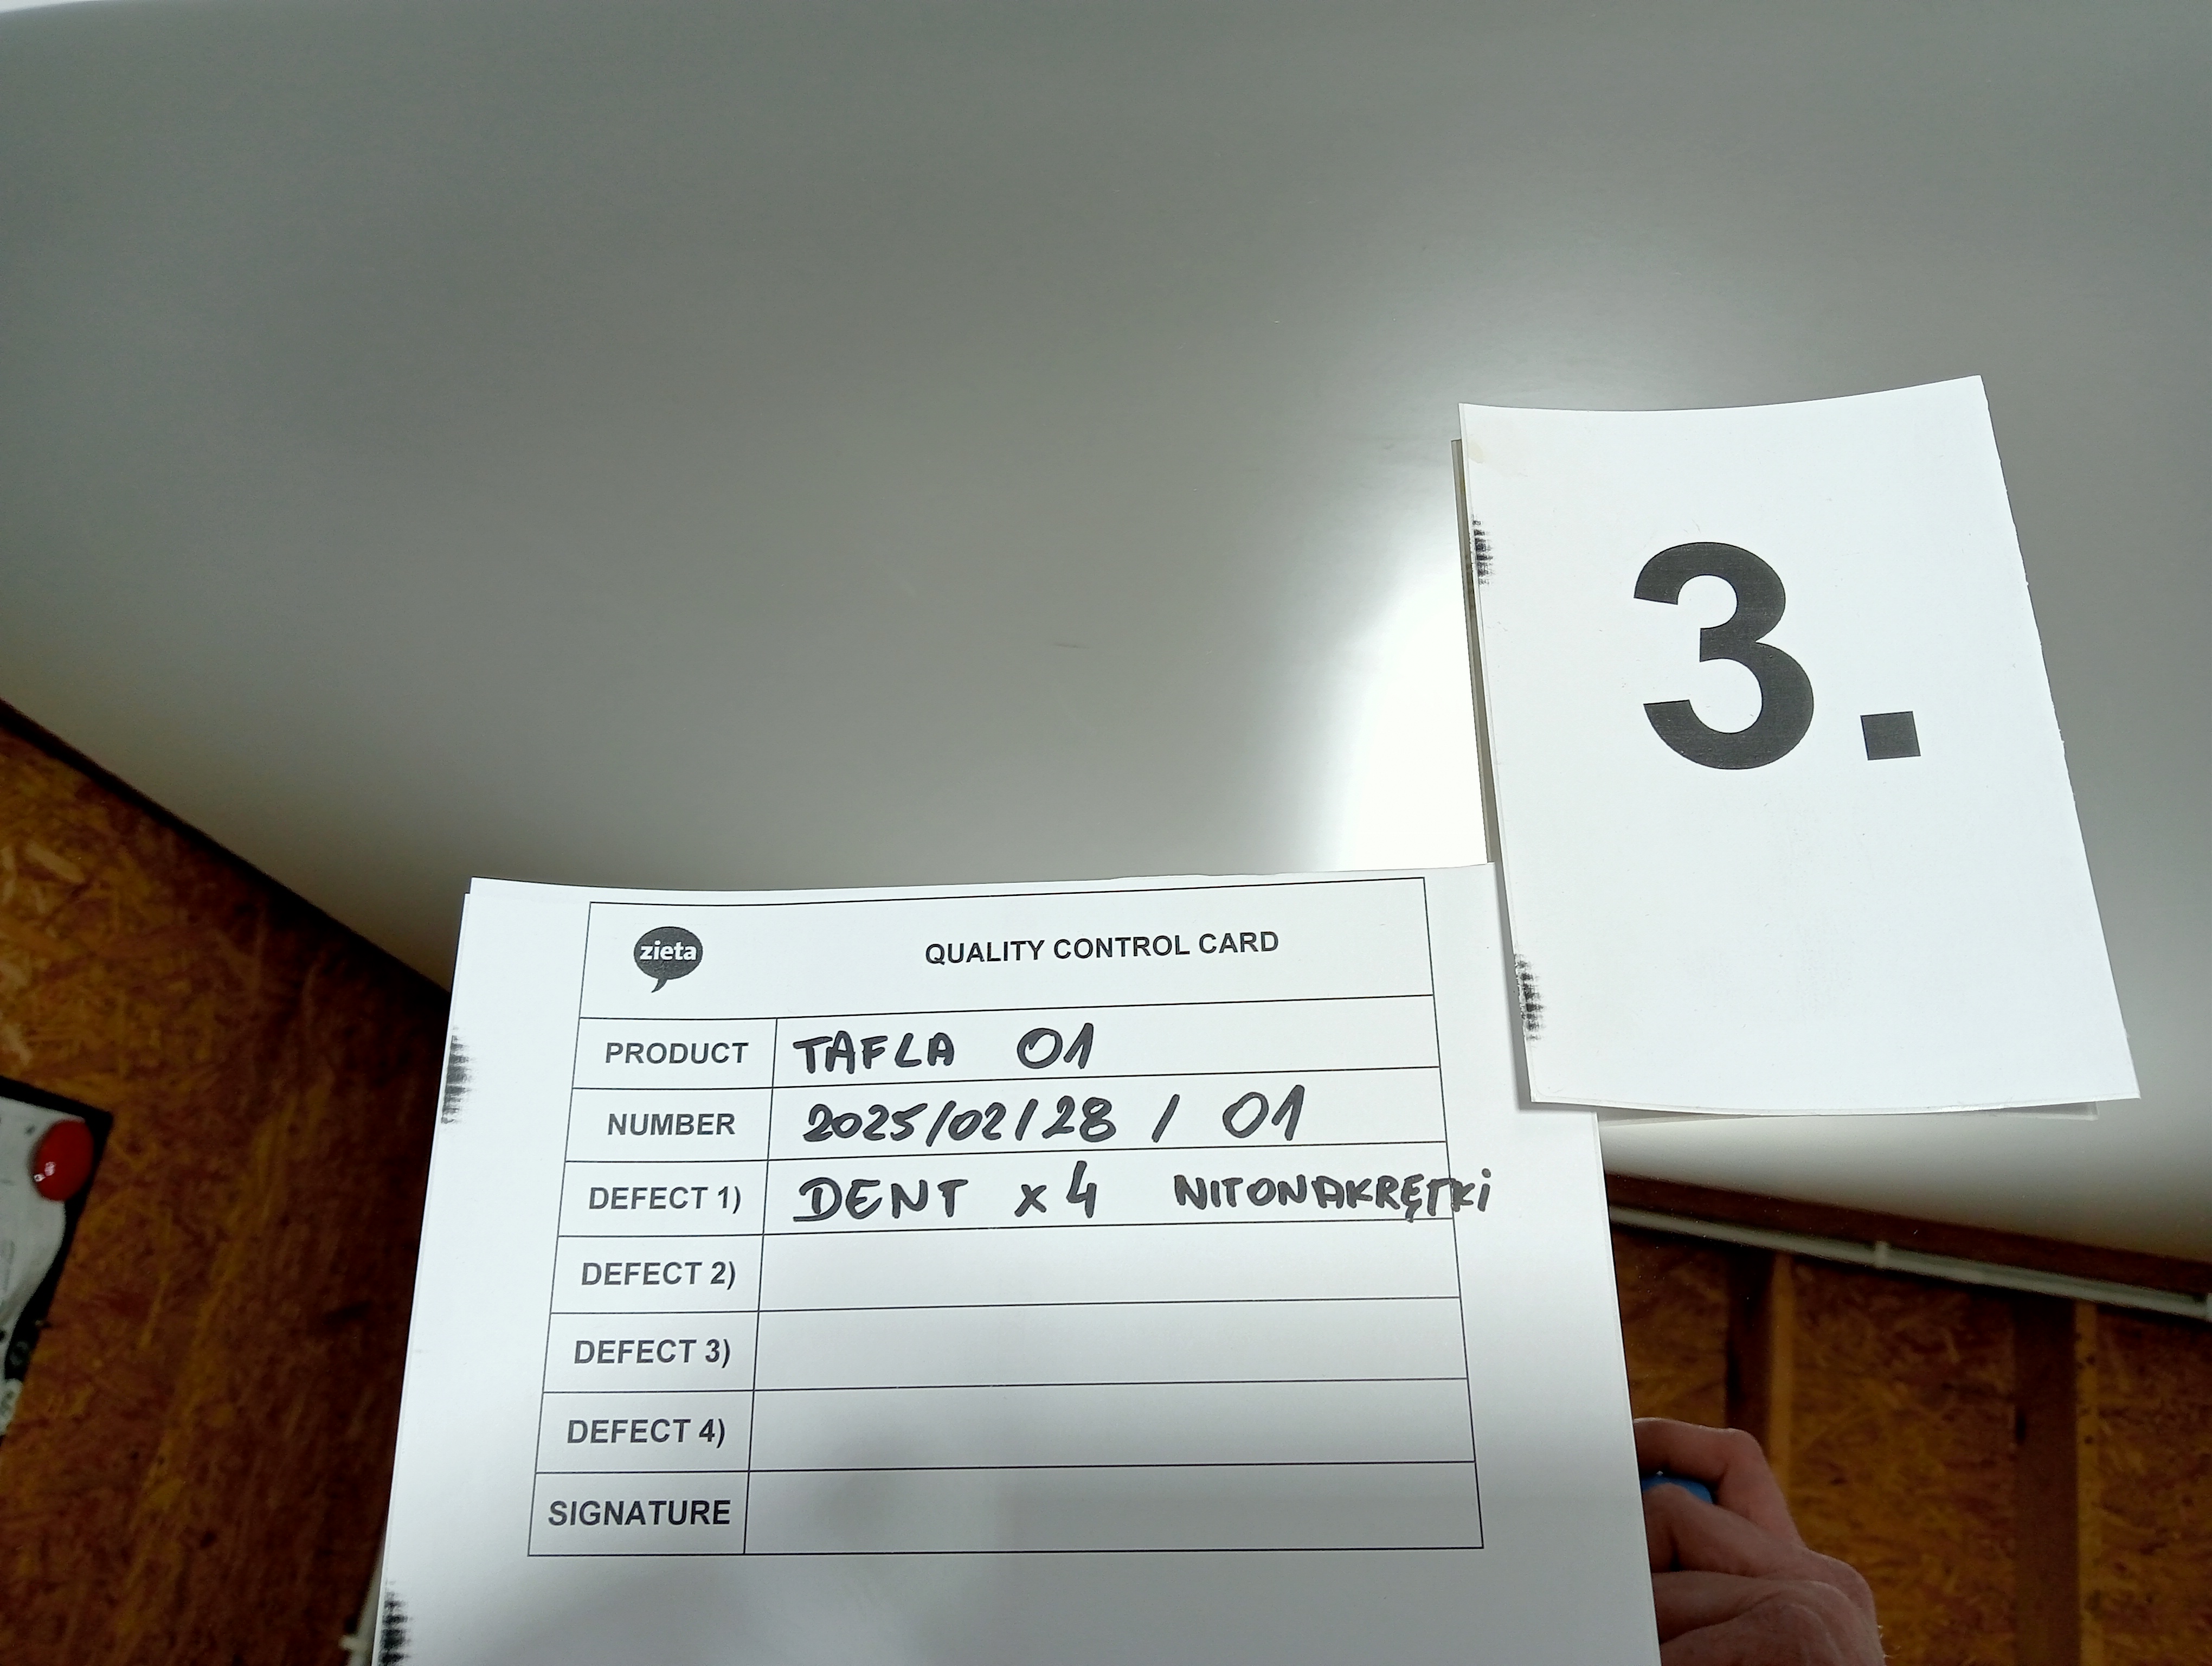 3.
zieta
QUALITY CONTROL CARD
PRODUCT TAFLA 01
NUMBER 2025/02/28 / 01
DEFECT 1) DENT x4 NITONAKRĘTKi
DEFECT 2)
DEFECT 3)
DEFECT 4)
SIGNATURE